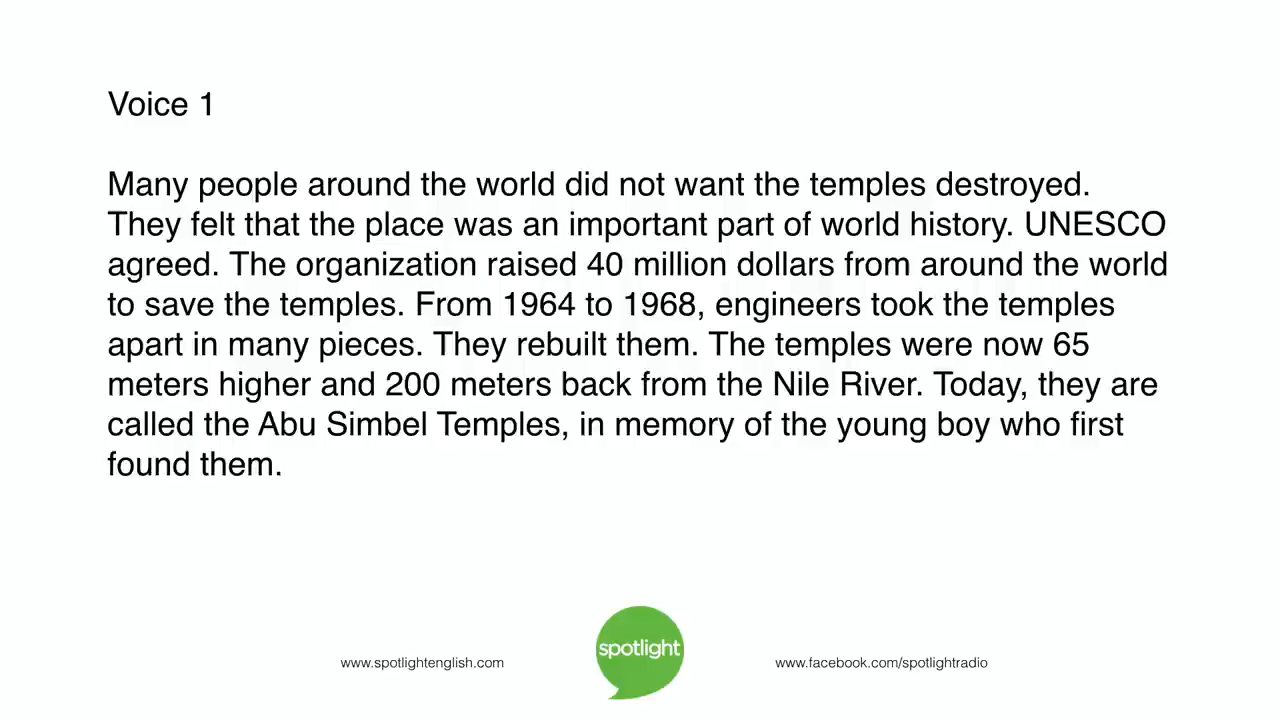 Voice 1
Many people around the world did not want the temples destroyed.
They felt that the place was an important part of world history. UNESCO
agreed. The organization raised 40 million dollars from around the world
to save the temples. From 1964 to 1968, engineers took the temples
apart in many pieces. They rebuilt them. The temples were now 65
meters higher and 200 meters back from the Nile River. Today, they are
called the Abu Simbel Temples, in memory of the young boy who first
found them.
www.spotlightenglish.com
spotlight
www.facebook.com/spotlightradio